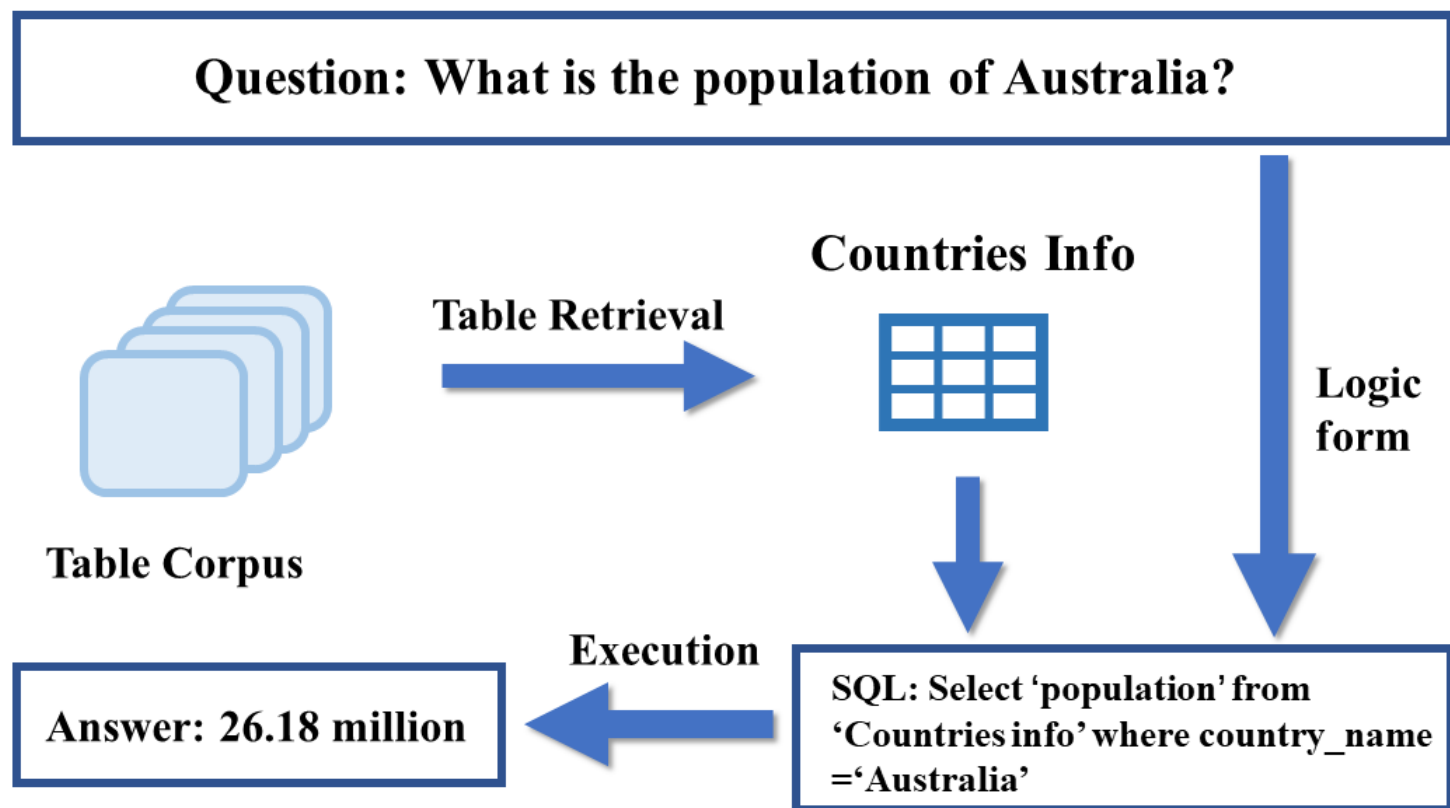 Question: What is the population of Australia?
Countries Info
Table Retrieval
Logic
form
Table Corpus
Execution
SQL: Select ‘population’ from
‘Countries info’ where country_name
=‘Australia’
Answer: 26.18 million